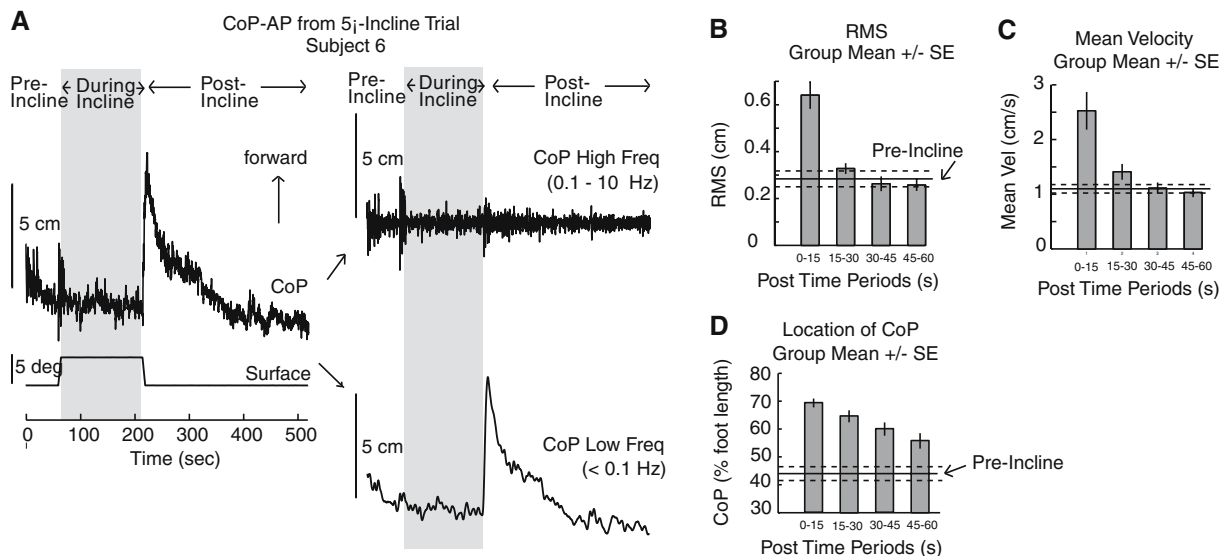 A
CoP-AP from 5¡-Incline Trial
Subject 6
Pre-
Incline
During
Incline
Post-
Incline
forward
5 cm
CoP
5 deg
Surface
0 100 200 300 400 500
Time (sec)
Pre-
Incline
During
Incline
Post-
Incline
5 cm
CoP High Freq
(0.1 - 10 Hz)
5 cm
CoP Low Freq
(< 0.1 Hz)
B
RMS
Group Mean +/- SE
RMS (cm)
0.6
0.4
0.2
0
Pre-Incline
0-15 15-30 30-45 45-60
Post Time Periods (s)
C
Mean Velocity
Group Mean +/- SE
Mean Vel (cm/s)
3
2
1
0
0-15 15-30 30-45 45-60
Post Time Periods (s)
D
Location of CoP
Group Mean +/- SE
CoP (% foot length)
80
70
60
50
40
30
Pre-Incline
0-15 15-30 30-45 45-60
Post Time Periods (s)